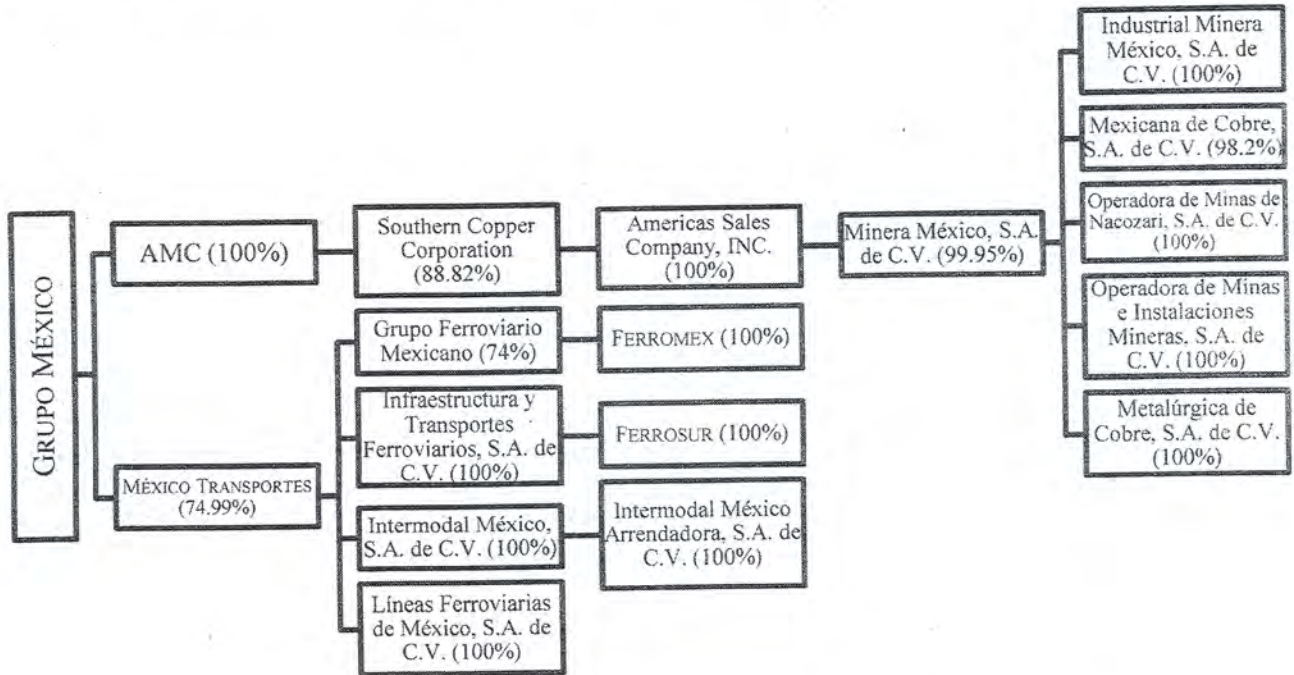 GRUPO MÉXICO
AMC (100%)
Southern Copper
Corporation
(88.82%)
Americas Sales
Company, INC.
(100%)
Minera México, S.A.
de C.V. (99.95%)
Industrial Minera
México, S.A. de
C.V. (100%)
Mexicana de Cobre,
S.A. de C.V. (98.2%)
Operadora de Minas de
Nacozari, S.A. de C.V.
(100%)
Operadora de Minas
e Instalaciones
Mineras, S.A. de
C.V. (100%)
Metalúrgica de
Cobre, S.A. de C.V.
(100%)
MÉXICO TRANSPORTES
(74.99%)
Grupo Ferroviario
Mexicano (74%)
FERROMEX (100%)
Infraestructura y
Transportes
Ferroviarios, S.A. de
C.V. (100%)
FERROSUR (100%)
Intermodal México,
S.A. de C.V. (100%)
Intermodal México
Arrendadora, S.A. de
C.V. (100%)
Líneas Ferroviarias
de México, S.A. de
C.V. (100%)